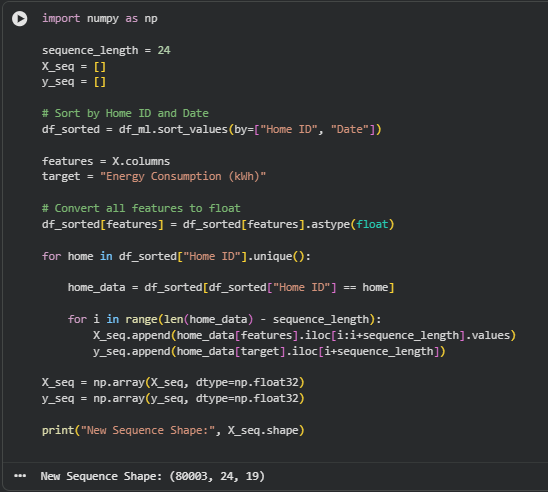 import numpy as np
sequence_length = 24
X_seq = []
y_seq = []
# Sort by Home ID and Date
df_sorted = df_ml.sort_values(by=["Home ID", "Date"])
features = X.columns
target = "Energy Consumption (kWh)"
# Convert all features to float
df_sorted[features] = df_sorted[features].astype(float)
for home in df_sorted["Home ID"].unique():
    home_data = df_sorted[df_sorted["Home ID"] == home]
    for i in range(len(home_data) - sequence_length):
        X_seq.append(home_data[features].iloc[i:i+sequence_length].values)
        y_seq.append(home_data[target].iloc[i+sequence_length])
X_seq = np.array(X_seq, dtype=np.float32)
y_seq = np.array(y_seq, dtype=np.float32)
print("New Sequence Shape:", X_seq.shape)
New Sequence Shape: (80003, 24, 19)